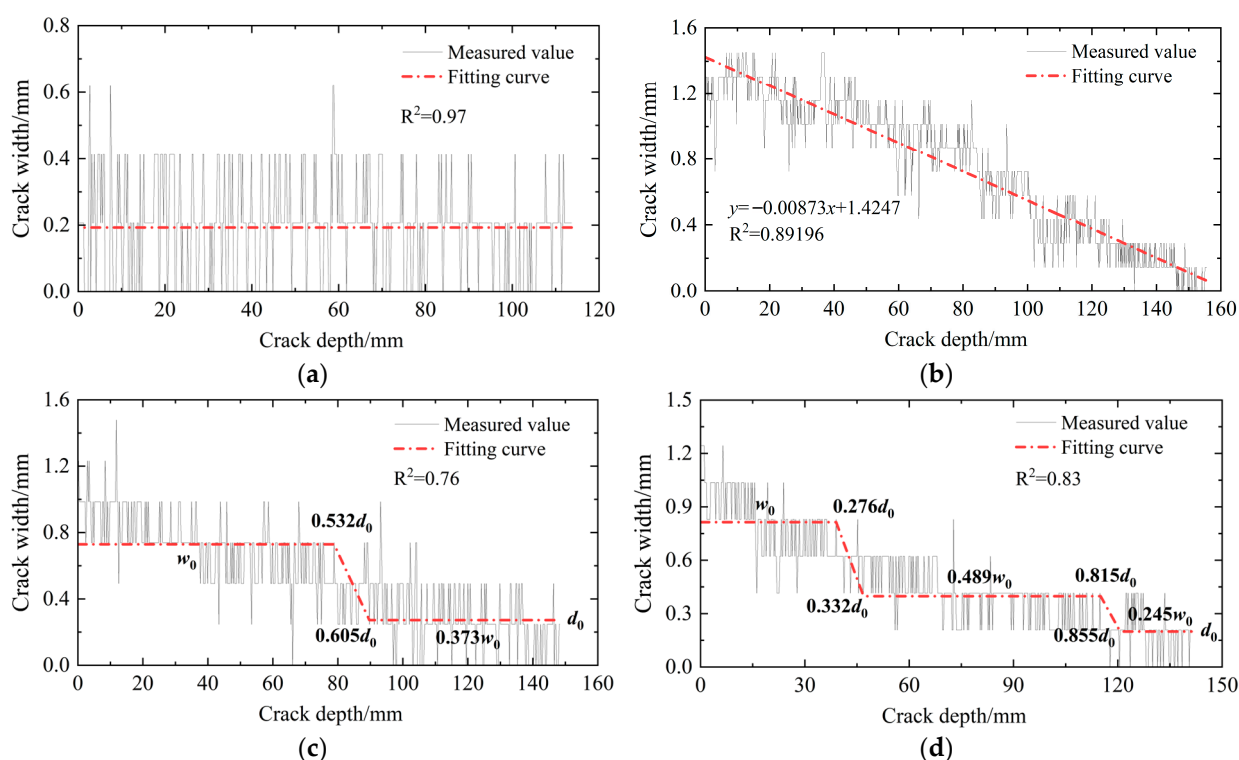 0.8
0.6
0.4
0.2
0.0
Crack width/mm
Measured value
Fitting curve
R²=0.97
0 20 40 60 80 100 120
Crack depth/mm
(a)
1.6
1.2
0.8
0.4
0.0
Crack width/mm
Measured value
Fitting curve
y=−0.00873x+1.4247
R²=0.89196
0 20 40 60 80 100 120 140 160
Crack depth/mm
(b)
1.6
1.2
0.8
0.4
0.0
Crack width/mm
Measured value
Fitting curve
R²=0.76
0.532d₀
w₀
0.605d₀
0.373w₀
d₀
0 20 40 60 80 100 120 140 160
Crack depth/mm
(c)
1.5
1.2
0.9
0.6
0.3
0.0
Crack width/mm
Measured value
Fitting curve
R²=0.83
w₀
0.276d₀
0.332d₀
0.489w₀
0.815d₀
0.855d₀
0.245w₀
d₀
0 30 60 90 120 150
Crack depth/mm
(d)